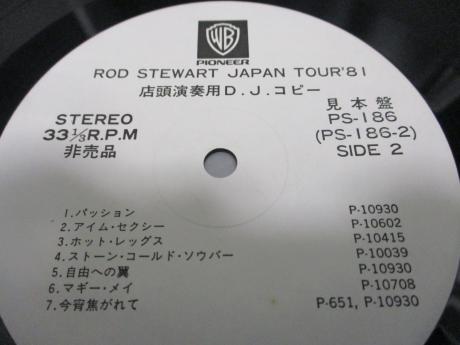 WB
PIONEER
ROD STEWART JAPAN TOUR'81
店頭演奏用D.J.コピー
STEREO
33⅓R.P.M
非売品
見本盤
PS-186
(PS-186-2)
SIDE 2
1.パッション P-10930
2.アイム・セクシー P-10602
3.ホット・レッグス P-10415
4.ストーン・コールド・ソウバー P-10039
5.自由への翼 P-10930
6.マギー・メイ P-10708
7.今宵焦がれて P-651, P-10930